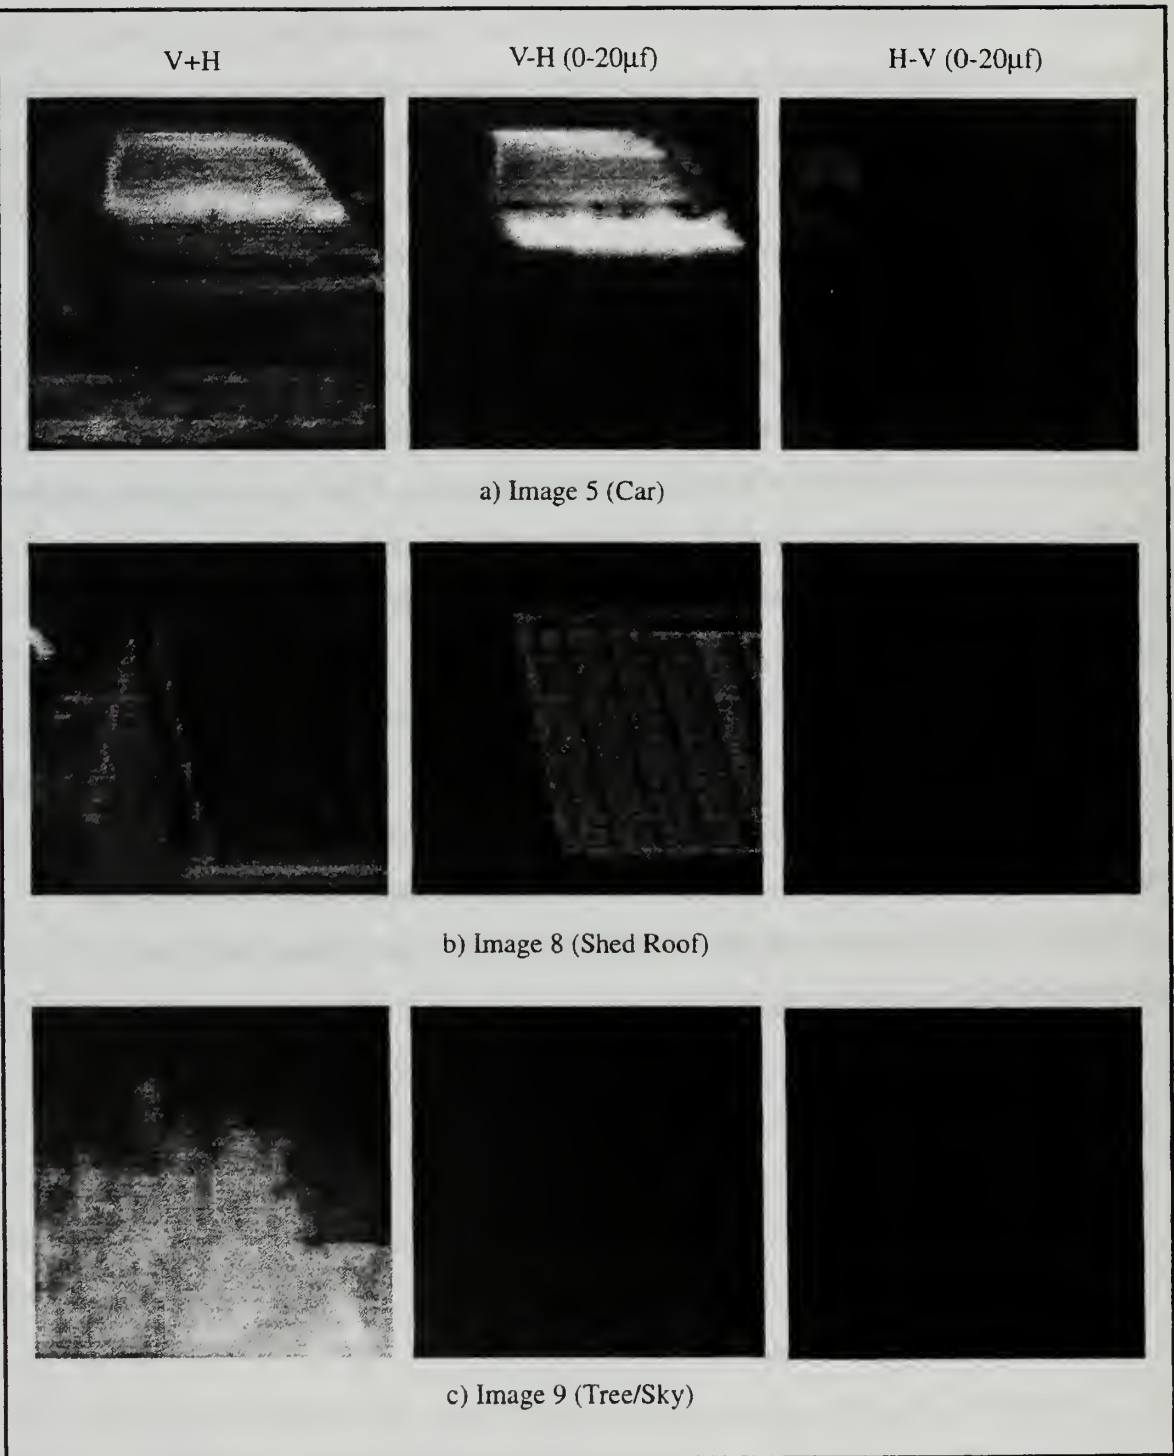 V+H
V-H (0-20µf)
H-V (0-20µf)
a) Image 5 (Car)
b) Image 8 (Shed Roof)
c) Image 9 (Tree/Sky)